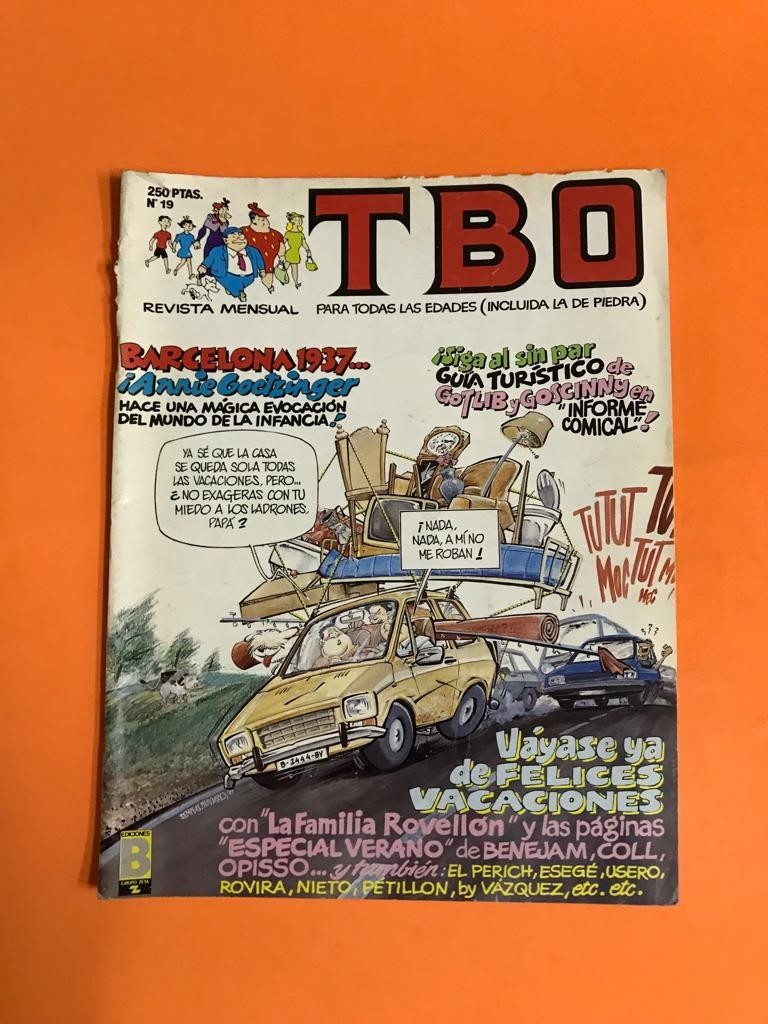 250 PTAS.
Nº 19
TBO
REVISTA MENSUAL
PARA TODAS LAS EDADES (INCLUIDA LA DE PIEDRA)
BARCELONA 1937...
¡Annie Goetzinger
HACE UNA MÁGICA EVOCACIÓN
DEL MUNDO DE LA INFANCIA!
¡Siga al sin par
GUÍA TURÍSTICO de
GOTLIB y GOSCINNY en
"INFORME
COMICAL"!
YA SÉ QUE LA CASA
SE QUEDA SOLA TODAS
LAS VACACIONES, PERO...
¿NO EXAGERAS CON TU
MIEDO A LOS LADRONES,
PAPÁ?
¡NADA,
NADA, A MÍ NO
ME ROBAN!
TUTUT TU
TUT
MOC
MOC
B-2444-BV
Váyase ya
de FELICES
VACACIONES
con "La Familia Rovellón" y las páginas
"ESPECIAL VERANO" de BENEJAM, COLL,
OPISSO... y también: EL PERICH, ESEGÉ, USERO,
ROVIRA, NIETO, PÉTILLON, by VÁZQUEZ, etc. etc.
EDICIONES
B
GRUPO ZETA
Z